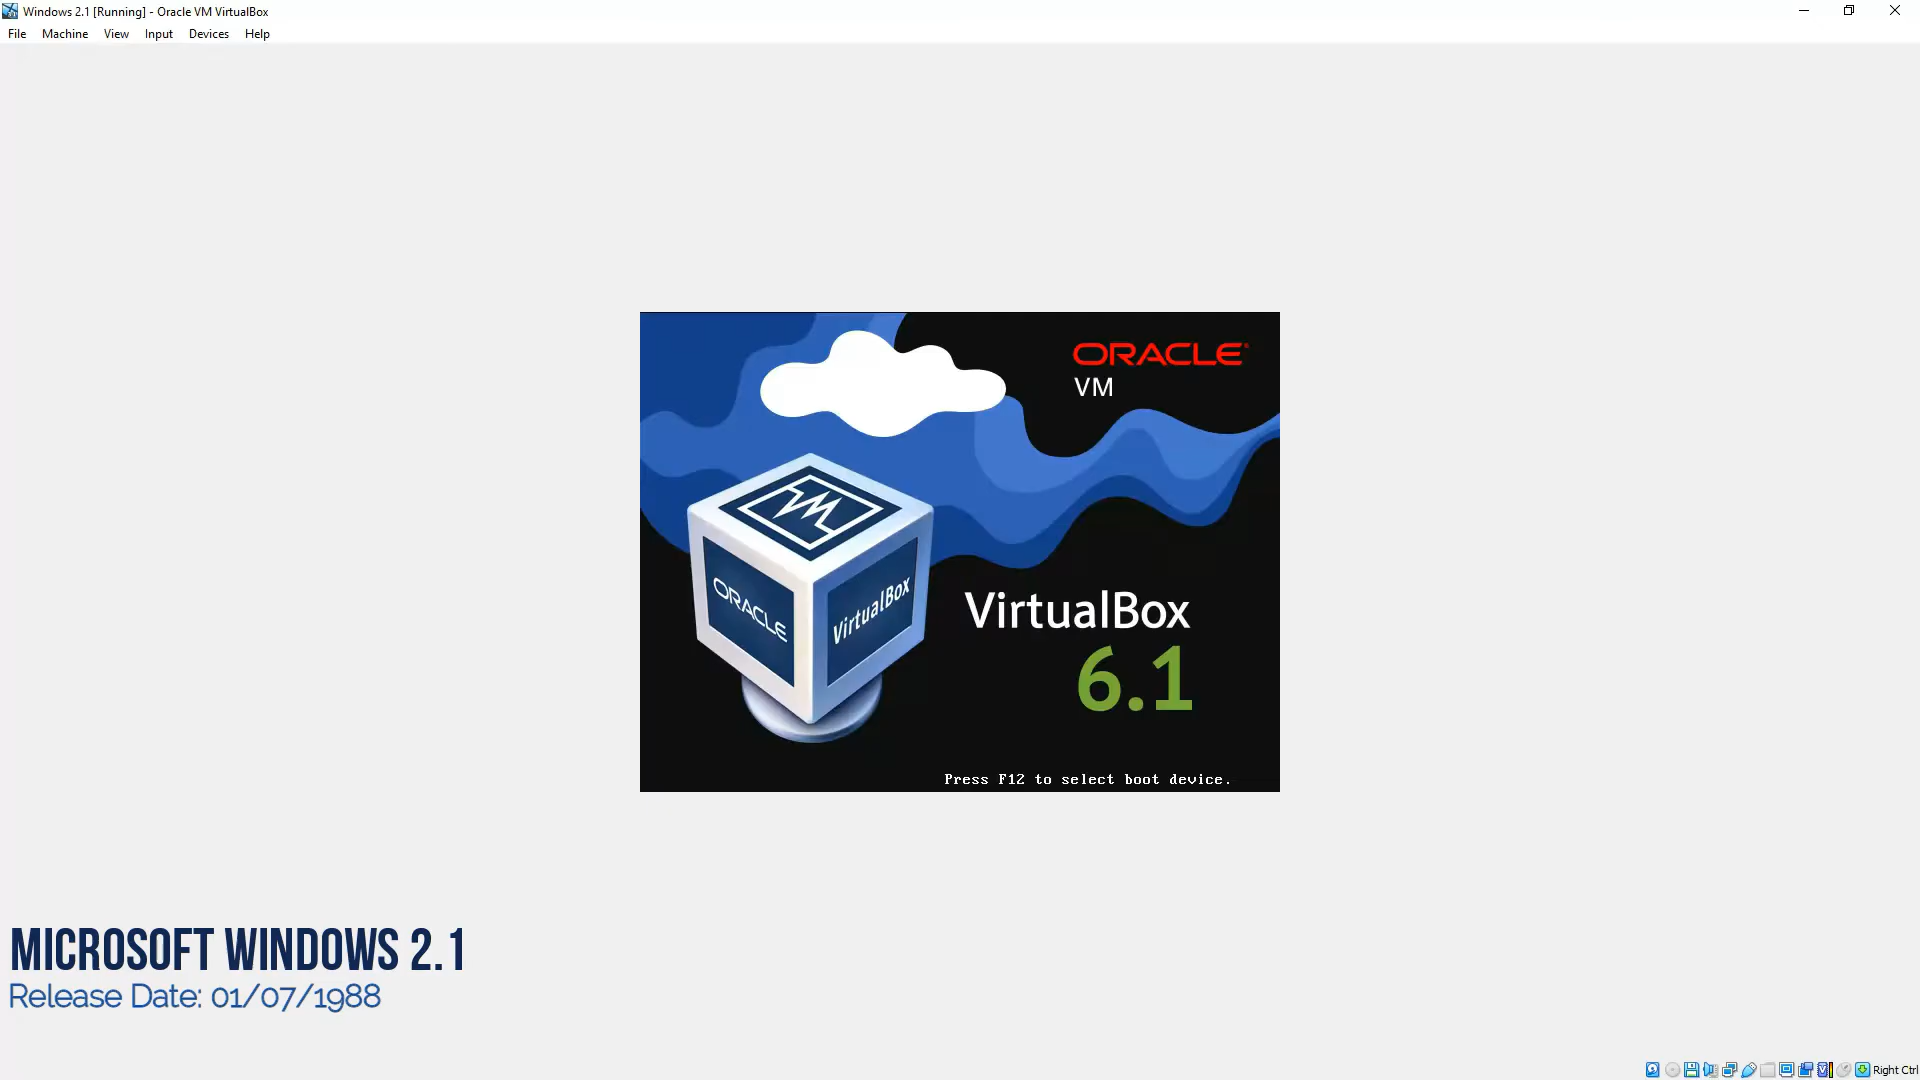 Windows 2.1 [Running] - Oracle VM VirtualBox
File Machine View Input Devices Help
ORACLE
VM
ORACLE VirtualBox
VirtualBox
6.1
Press F12 to select boot device.
MICROSOFT WINDOWS 2.1
Release Date: 01/07/1988
Right Ctrl